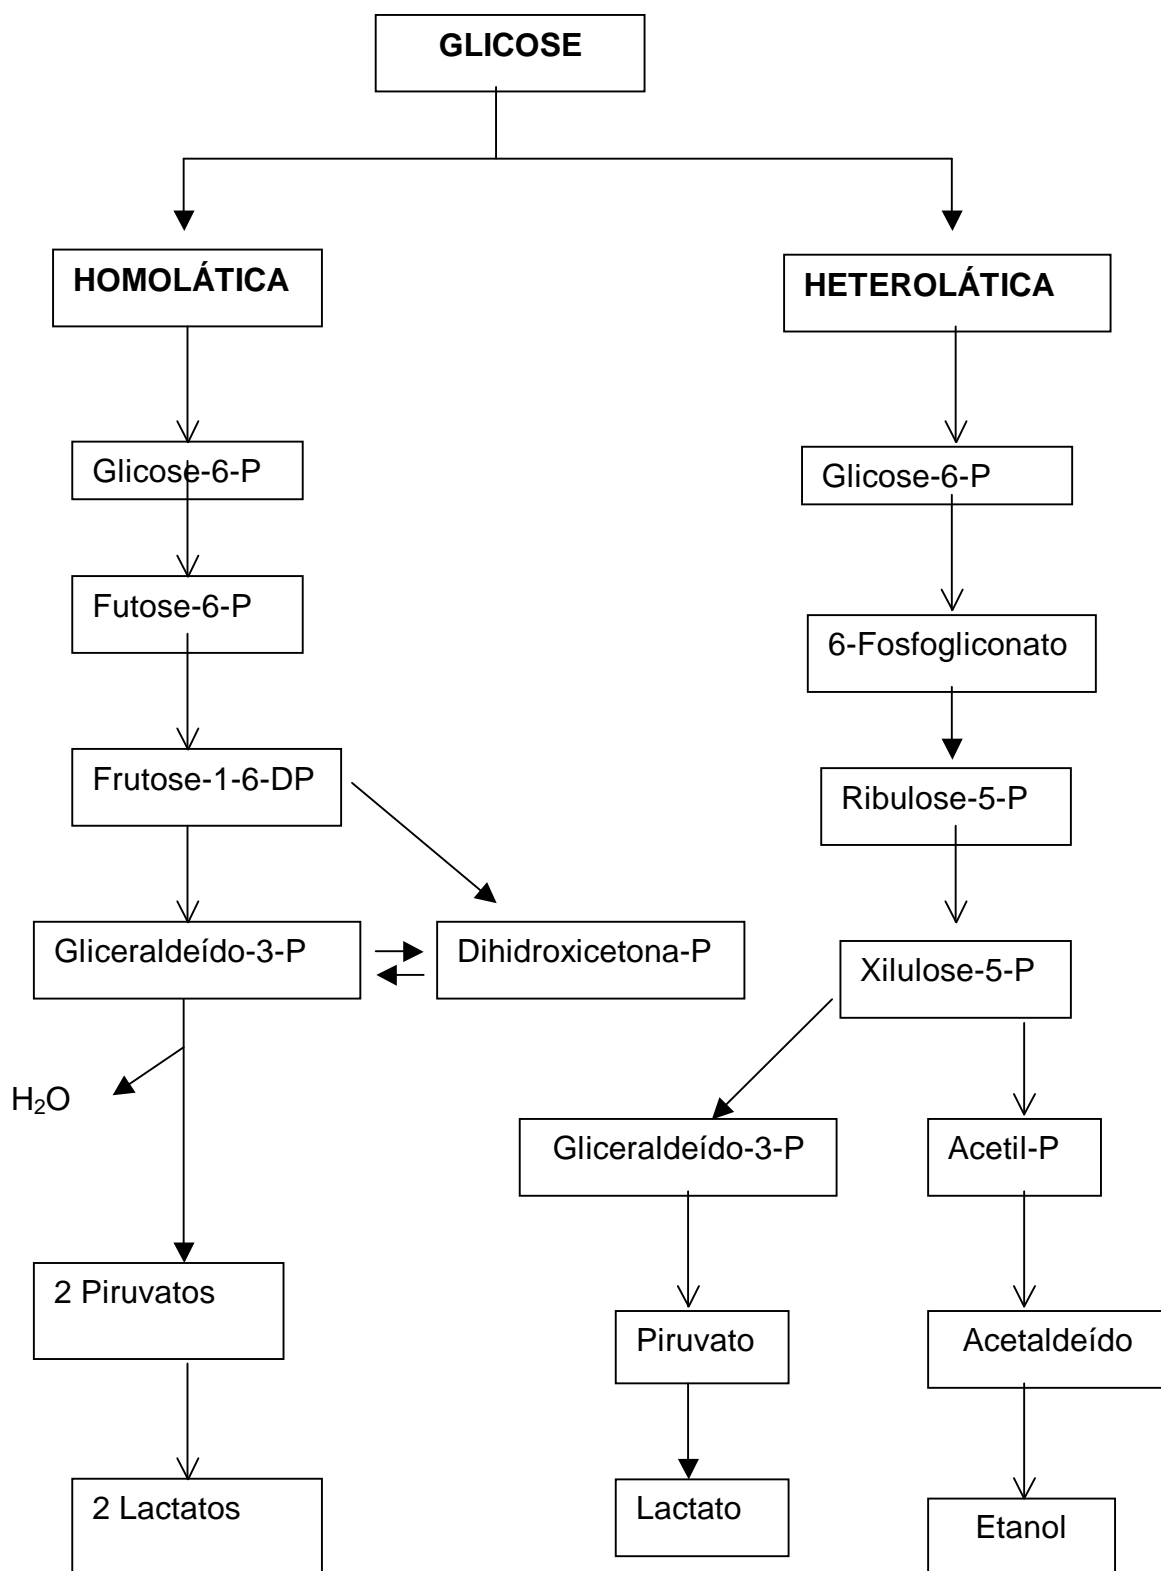 GLICOSE
HOMOLÁTICA
HETEROLÁTICA
Glicose-6-P
Glicose-6-P
Futose-6-P
6-Fosfogliconato
Frutose-1-6-DP
Ribulose-5-P
Gliceraldeído-3-P
Dihidroxicetona-P
Xilulose-5-P
H₂O
Gliceraldeído-3-P
Acetil-P
2 Piruvatos
Piruvato
Acetaldeído
2 Lactatos
Lactato
Etanol